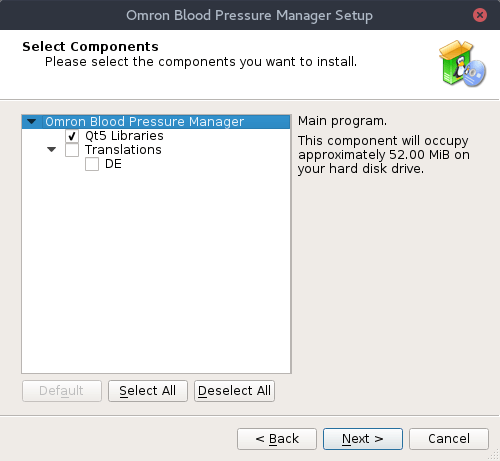 Omron Blood Pressure Manager Setup
Select Components
Please select the components you want to install.
Omron Blood Pressure Manager
Qt5 Libraries
Translations
DE
Main program.
This component will occupy
approximately 52.00 MiB on
your hard disk drive.
Default
Select All
Deselect All
< Back
Next >
Cancel